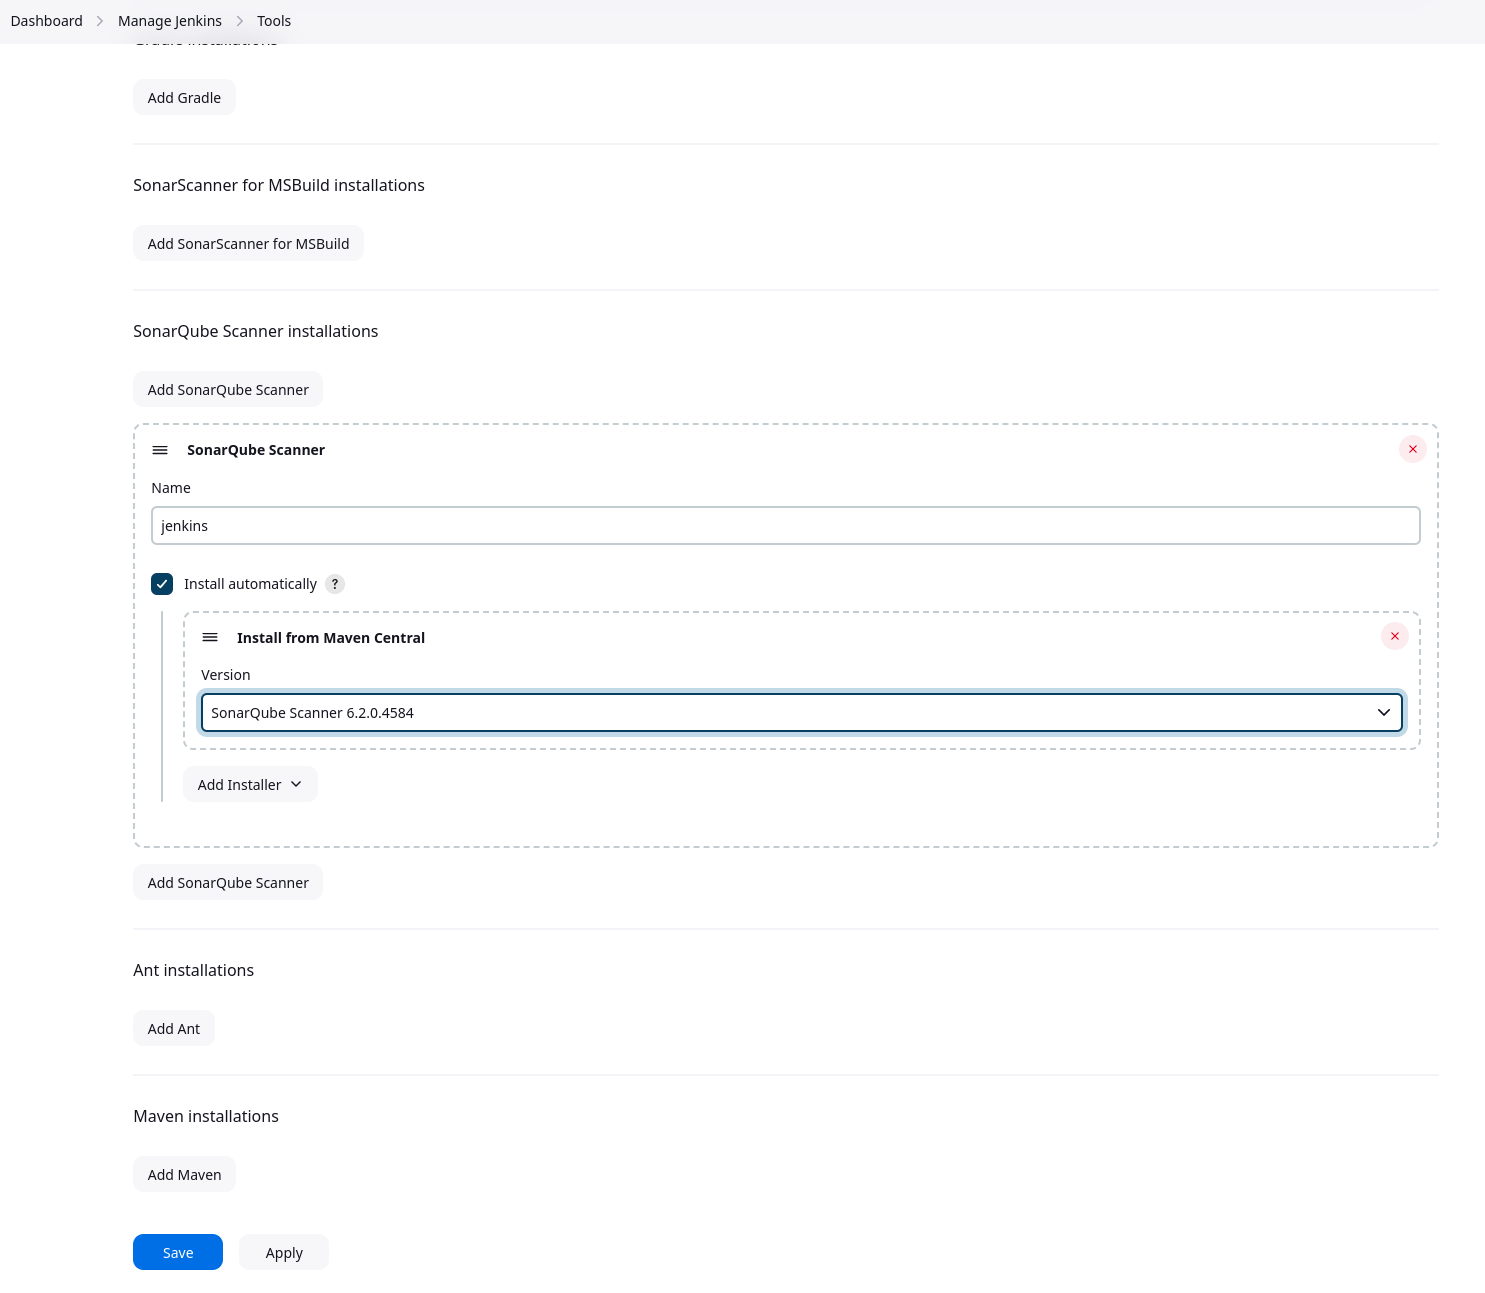 Dashboard > Manage Jenkins > Tools
Add Gradle
SonarScanner for MSBuild installations
Add SonarScanner for MSBuild
SonarQube Scanner installations
Add SonarQube Scanner
SonarQube Scanner
Name
jenkins
Install automatically ?
Install from Maven Central
Version
SonarQube Scanner 6.2.0.4584
Add Installer
Add SonarQube Scanner
Ant installations
Add Ant
Maven installations
Add Maven
Save Apply